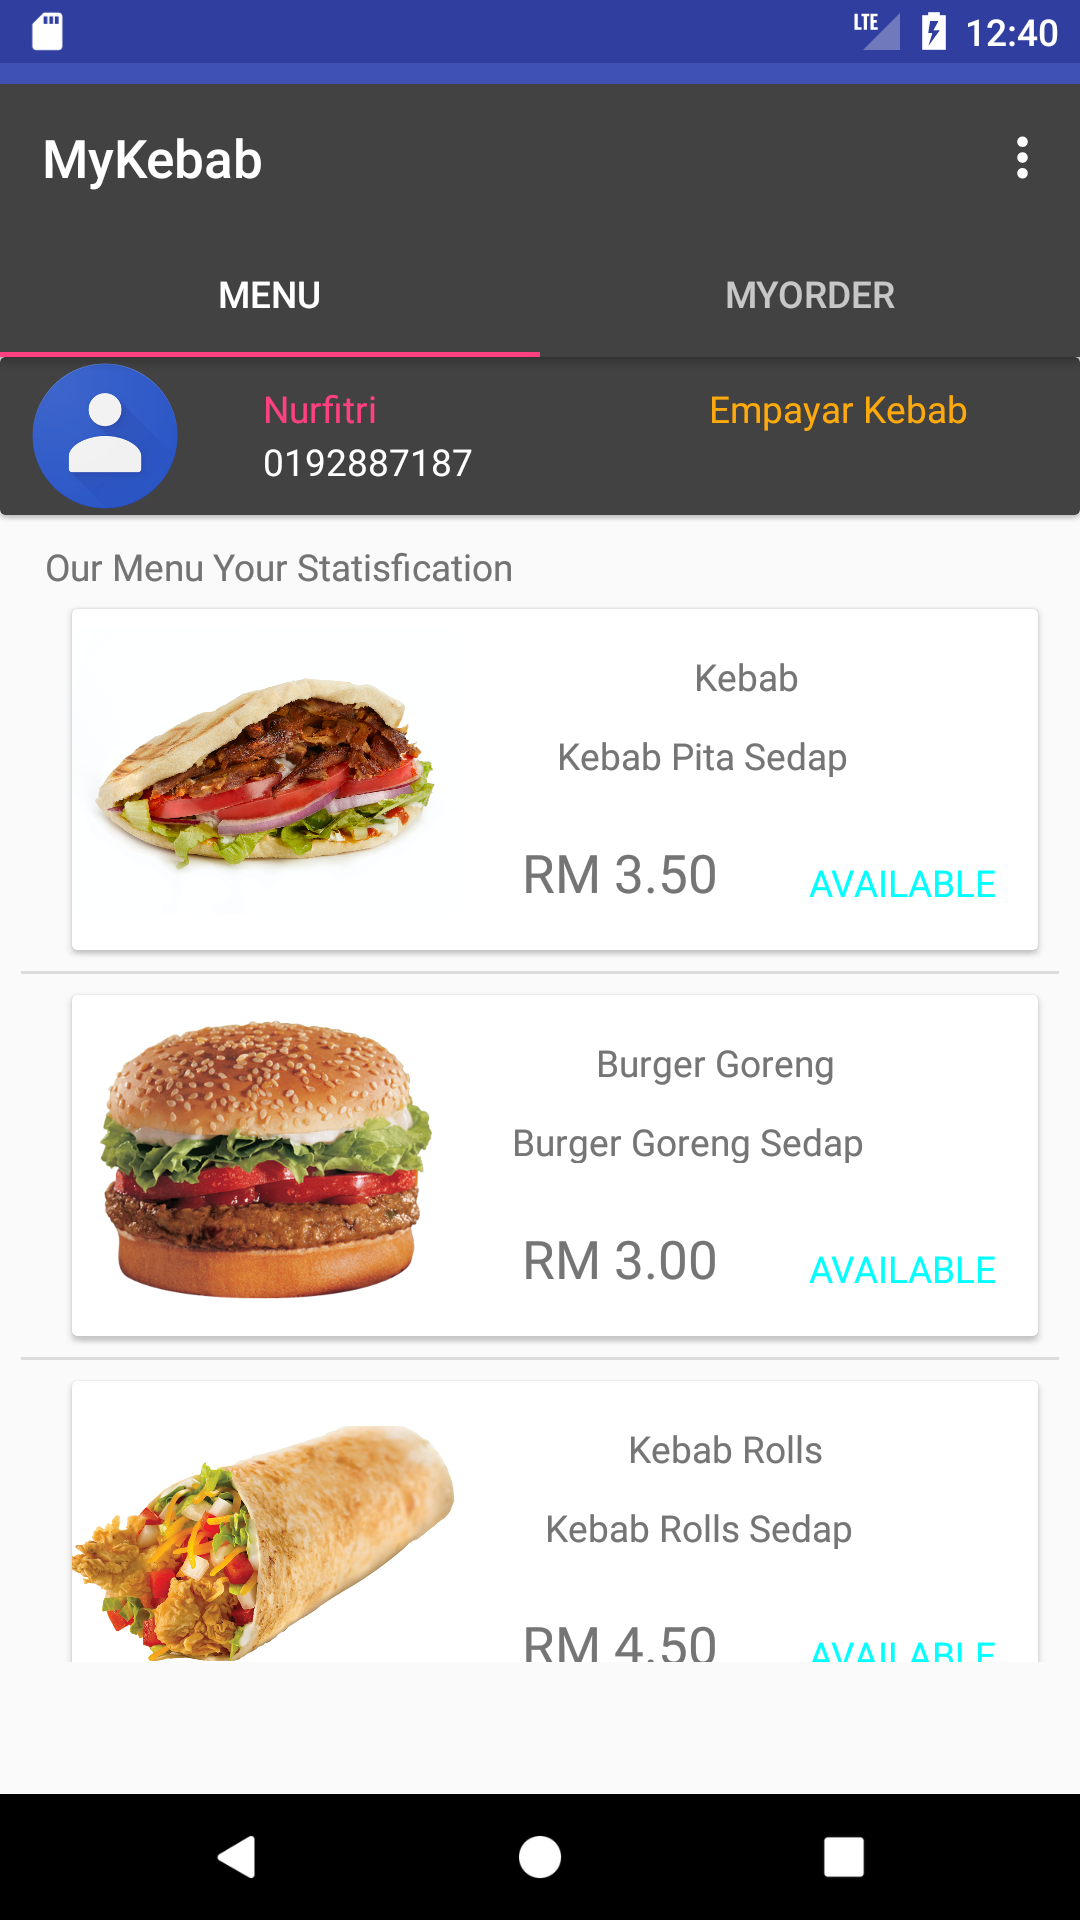 LTE 12:40
MyKebab
MENU MYORDER
Nurfitri Empayar Kebab
0192887187
Our Menu Your Statisfication
Kebab
Kebab Pita Sedap
RM 3.50 AVAILABLE
Burger Goreng
Burger Goreng Sedap
RM 3.00 AVAILABLE
Kebab Rolls
Kebab Rolls Sedap
RM 4.50 AVAILABLE